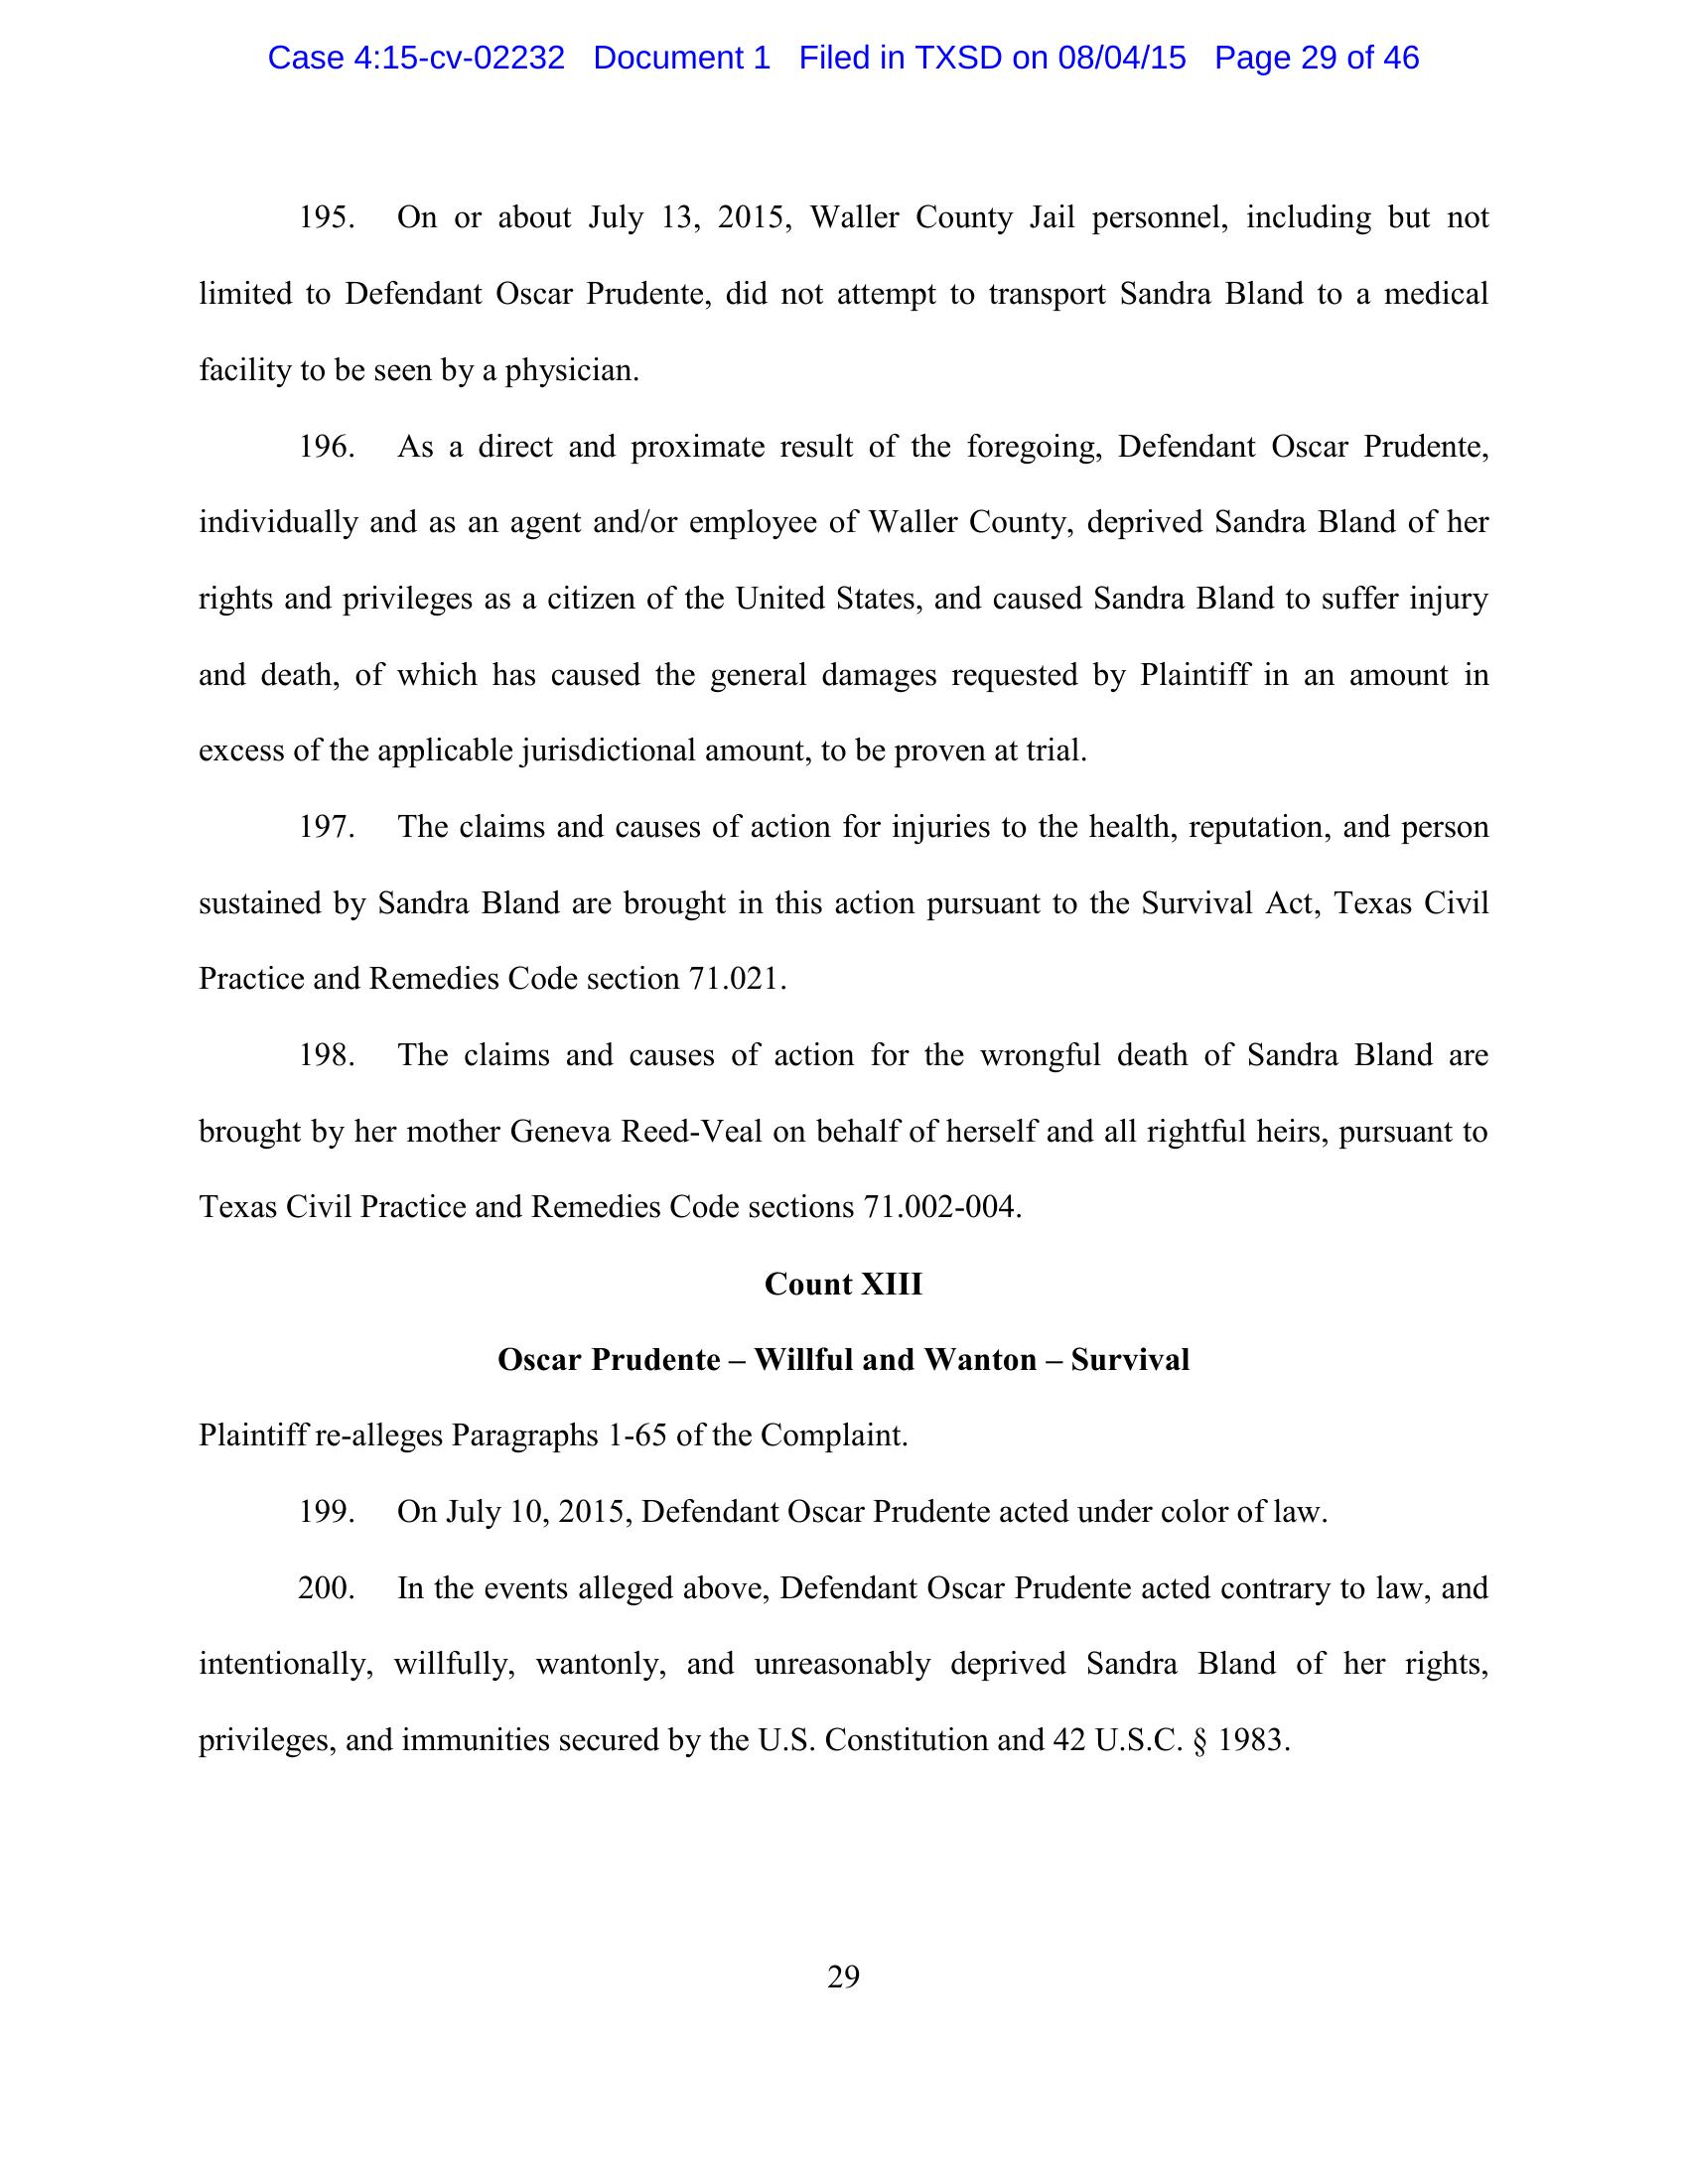 Case 4:15-cv-02232 Document 1 Filed in TXSD on 08/04/15 Page 29 of 46
195. On or about July 13, 2015, Waller County Jail personnel, including but not
limited to Defendant Oscar Prudente, did not attempt to transport Sandra Bland to a medical
facility to be seen by a physician.
196. As a direct and proximate result of the foregoing, Defendant Oscar Prudente,
individually and as an agent and/or employee of Waller County, deprived Sandra Bland of her
rights and privileges as a citizen of the United States, and caused Sandra Bland to suffer injury
and death, of which has caused the general damages requested by Plaintiff in an amount in
excess of the applicable jurisdictional amount, to be proven at trial.
197. The claims and causes of action for injuries to the health, reputation, and person
sustained by Sandra Bland are brought in this action pursuant to the Survival Act, Texas Civil
Practice and Remedies Code section 71.021.
198. The claims and causes of action for the wrongful death of Sandra Bland are
brought by her mother Geneva Reed-Veal on behalf of herself and all rightful heirs, pursuant to
Texas Civil Practice and Remedies Code sections 71.002-004.
Count XIII
Oscar Prudente – Willful and Wanton – Survival
Plaintiff re-alleges Paragraphs 1-65 of the Complaint.
199. On July 10, 2015, Defendant Oscar Prudente acted under color of law.
200. In the events alleged above, Defendant Oscar Prudente acted contrary to law, and
intentionally, willfully, wantonly, and unreasonably deprived Sandra Bland of her rights,
privileges, and immunities secured by the U.S. Constitution and 42 U.S.C. § 1983.
29